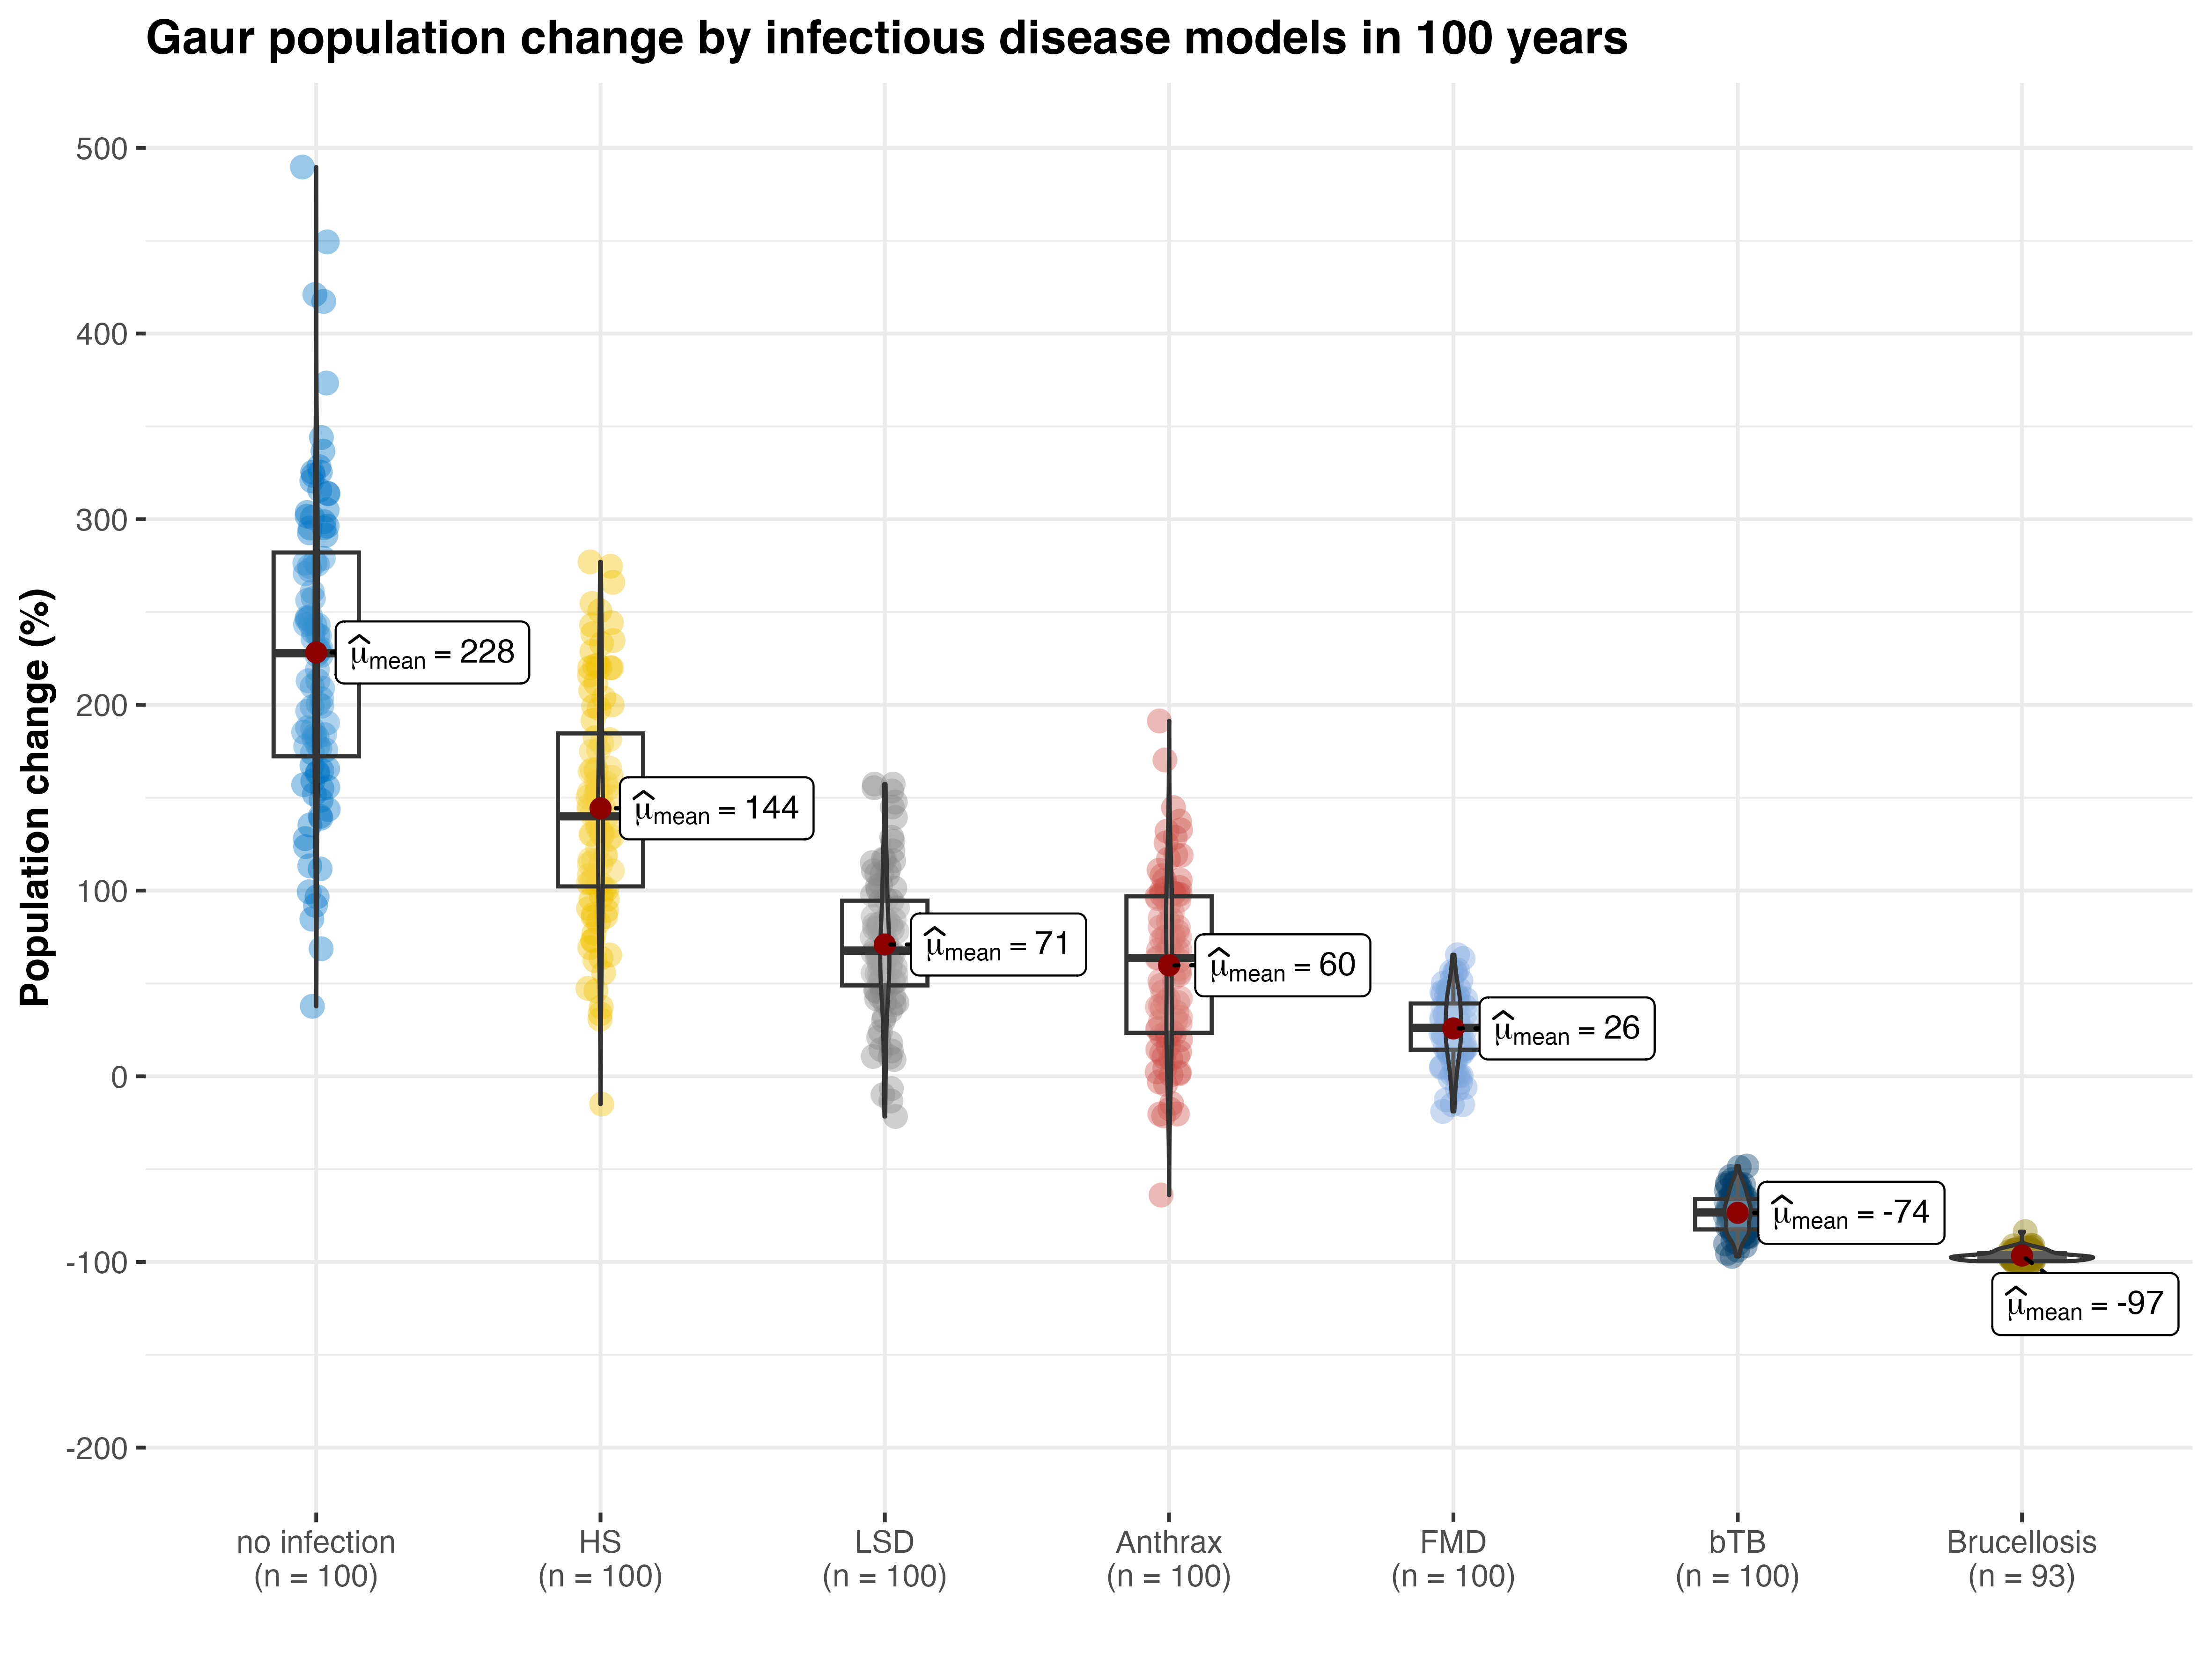 Gaur population change by infectious disease models in 100 years
Population change (%)
500
400
300
200
100
0
-100
-200
μ̂mean = 228
μ̂mean = 144
μ̂mean = 71
μ̂mean = 60
μ̂mean = 26
μ̂mean = -74
μ̂mean = -97
no infection
(n = 100)
HS
(n = 100)
LSD
(n = 100)
Anthrax
(n = 100)
FMD
(n = 100)
bTB
(n = 100)
Brucellosis
(n = 93)